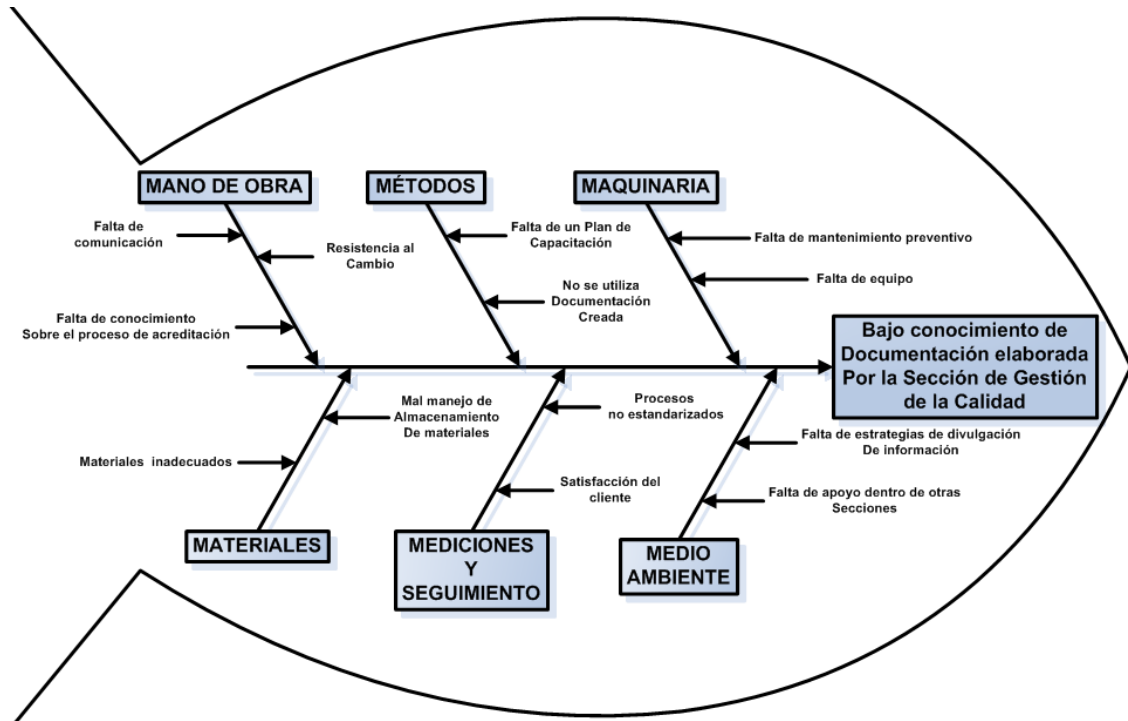 MANO DE OBRA
MÉTODOS
MAQUINARIA
Falta de
comunicación
Resistencia al
Cambio
Falta de conocimiento
Sobre el proceso de acreditación
Falta de un Plan de
Capacitación
No se utiliza
Documentación
Creada
Falta de mantenimiento preventivo
Falta de equipo
Bajo conocimiento de
Documentación elaborada
Por la Sección de Gestión
de la Calidad
Mal manejo de
Almacenamiento
De materiales
Materiales inadecuados
Procesos
no estandarizados
Satisfacción del
cliente
Falta de estrategias de divulgación
De información
Falta de apoyo dentro de otras
Secciones
MATERIALES
MEDICIONES
Y
SEGUIMIENTO
MEDIO
AMBIENTE